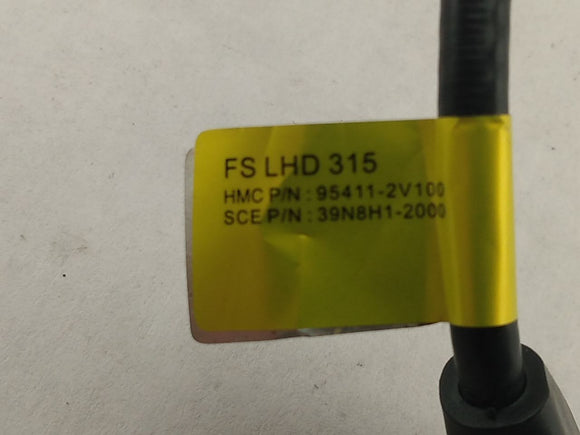 FS LHD 315
HMC P/N : 95411-2V100
SCE P/N : 39N8H1-2000